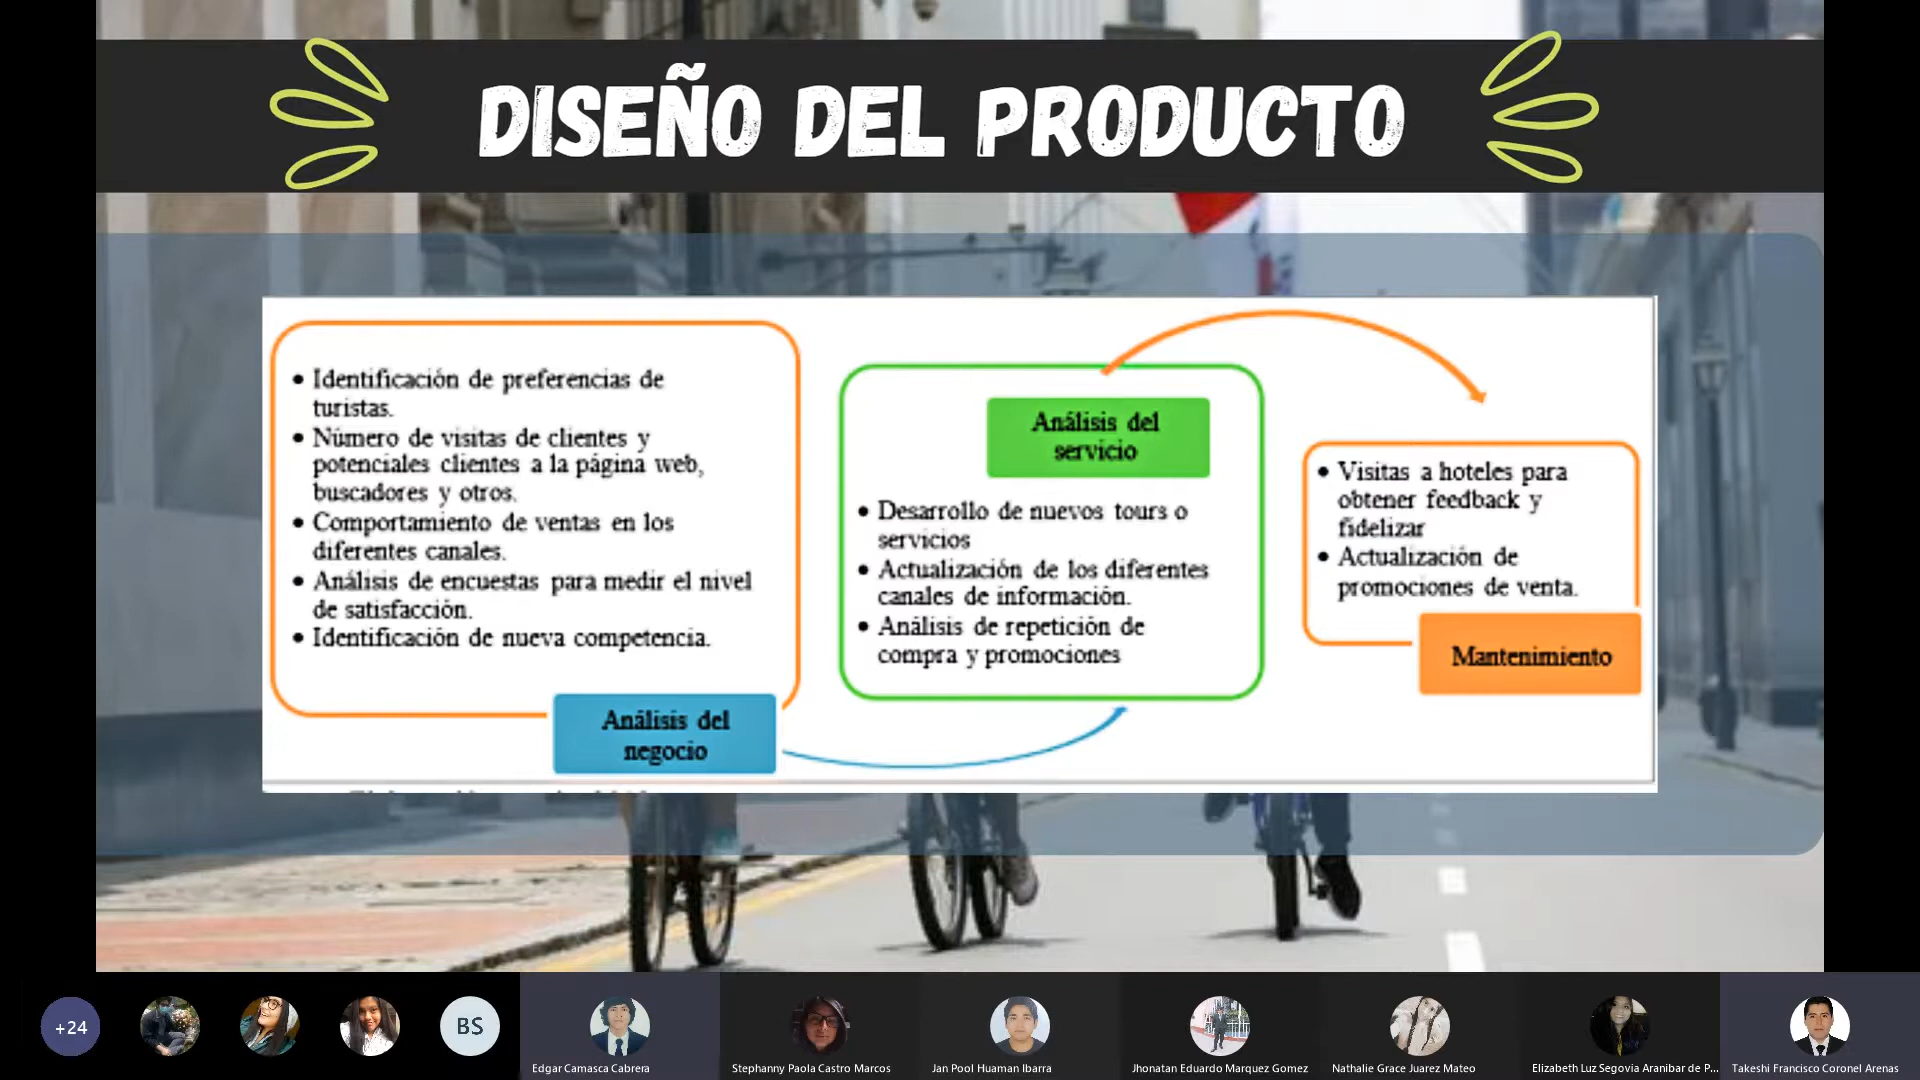 DISEÑO DEL PRODUCTO
• Identificación de preferencias de
turistas.
• Número de visitas de clientes y
potenciales clientes a la página web,
buscadores y otros.
• Comportamiento de ventas en los
diferentes canales.
• Análisis de encuestas para medir el nivel
de satisfacción.
• Identificación de nueva competencia.
Análisis del
negocio
Análisis del
servicio
• Desarrollo de nuevos tours o
servicios
• Actualización de los diferentes
canales de información.
• Análisis de repetición de
compra y promociones
• Visitas a hoteles para
obtener feedback y
fidelizar
• Actualización de
promociones de venta.
Mantenimiento
+24
BS
Edgar Camasca Cabrera
Stephanny Paola Castro Marcos
Jan Pool Huaman Ibarra
Jhonatan Eduardo Marquez Gomez
Nathalie Grace Juarez Mateo
Elizabeth Luz Segovia Aranibar de P...
Takeshi Francisco Coronel Arenas